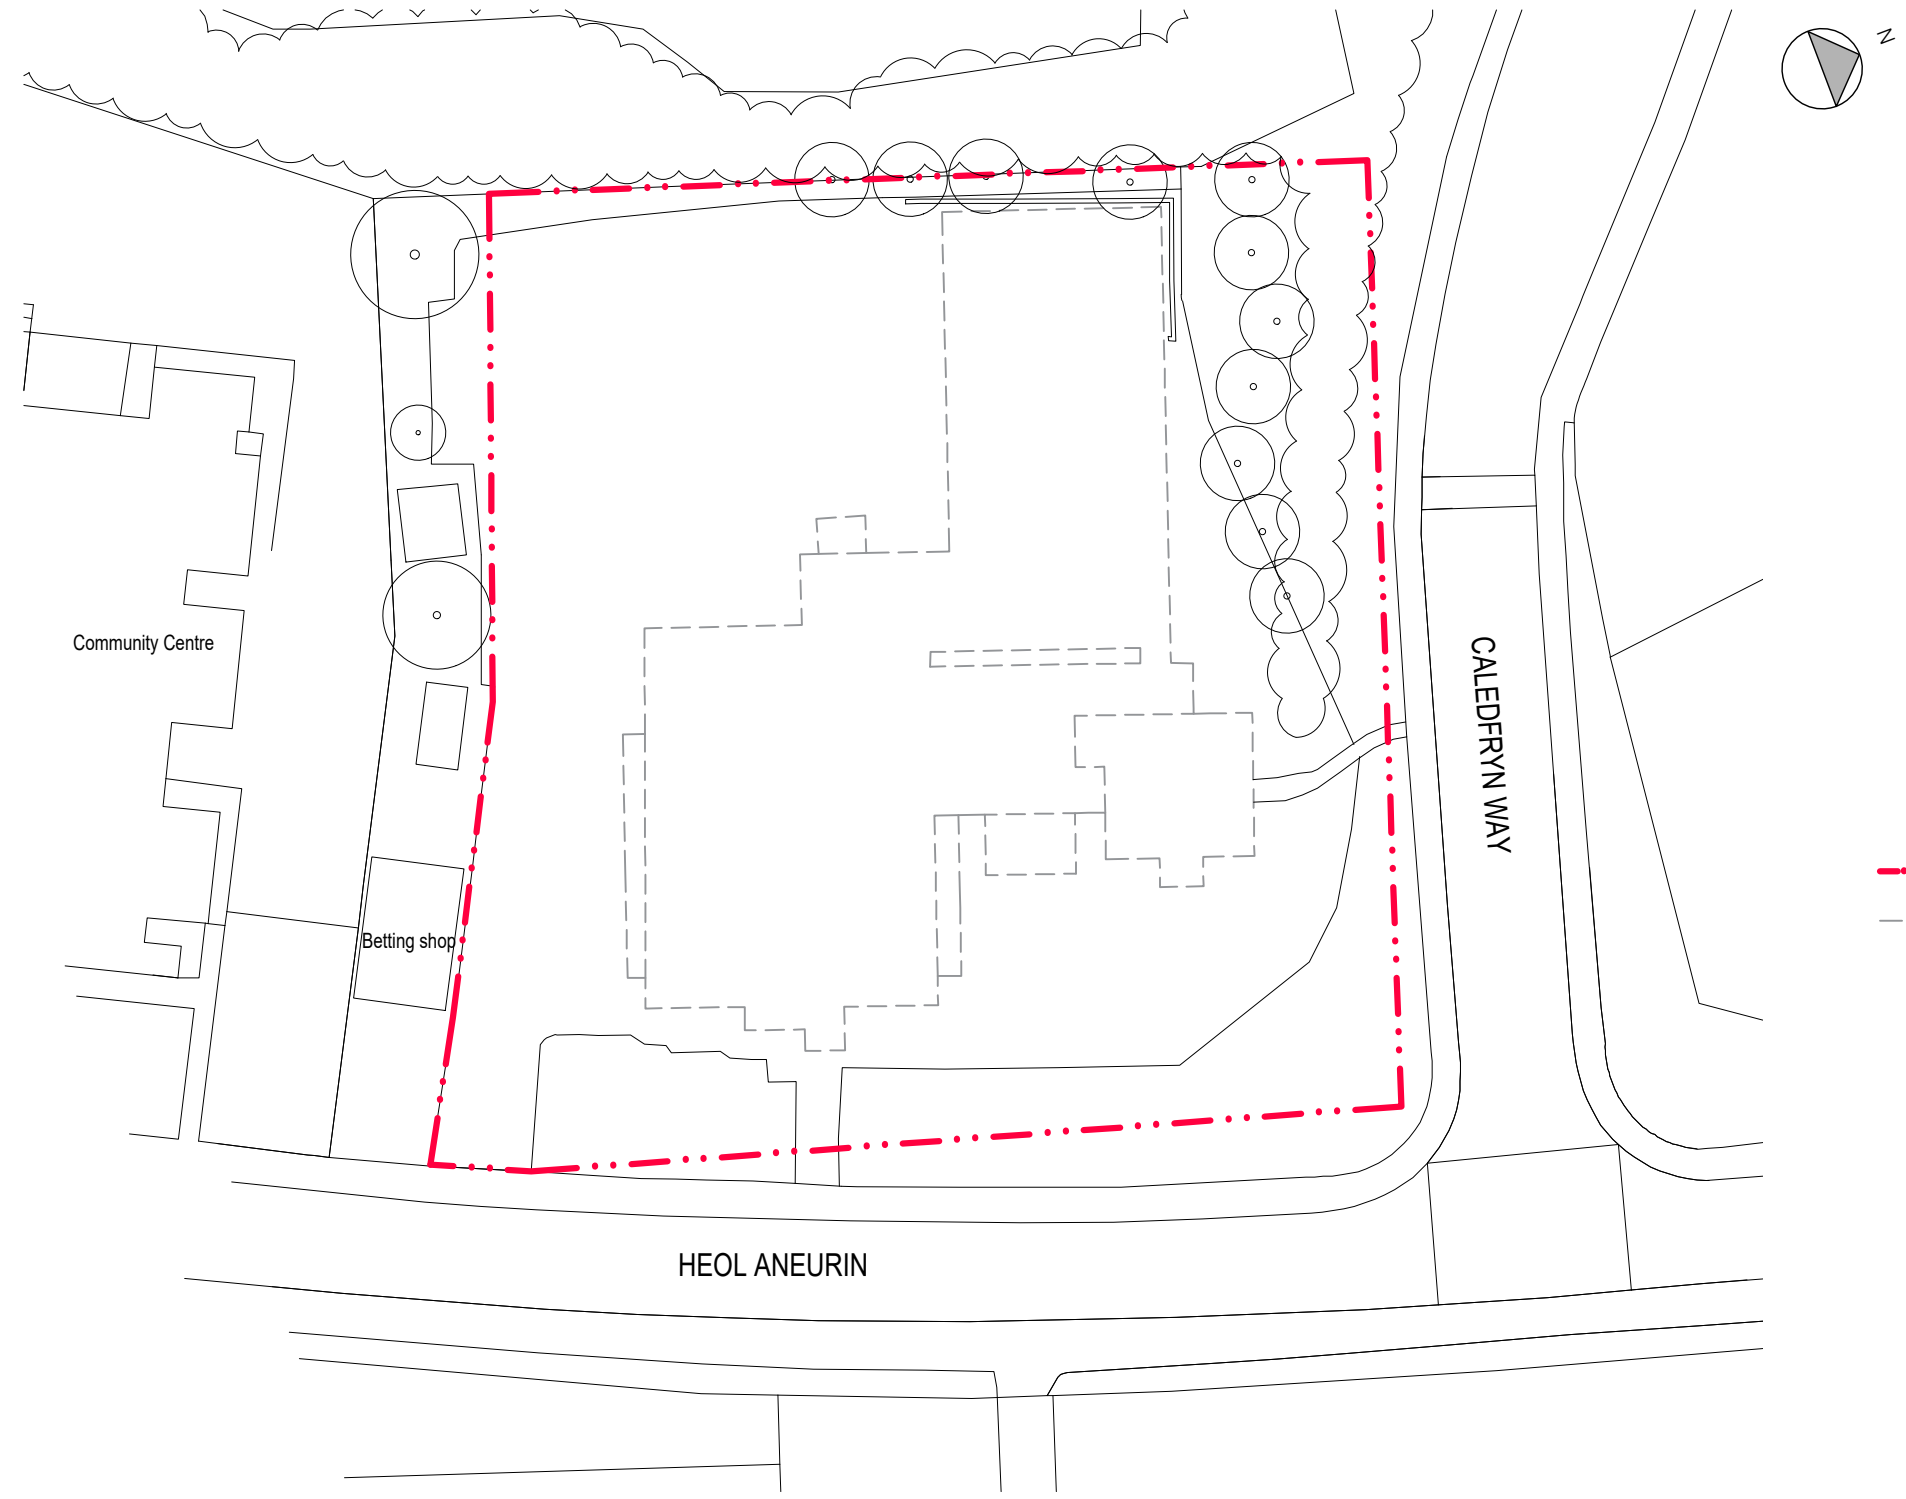 N
Community Centre
CALEDFRYN WAY
Betting shop
HEOL ANEURIN